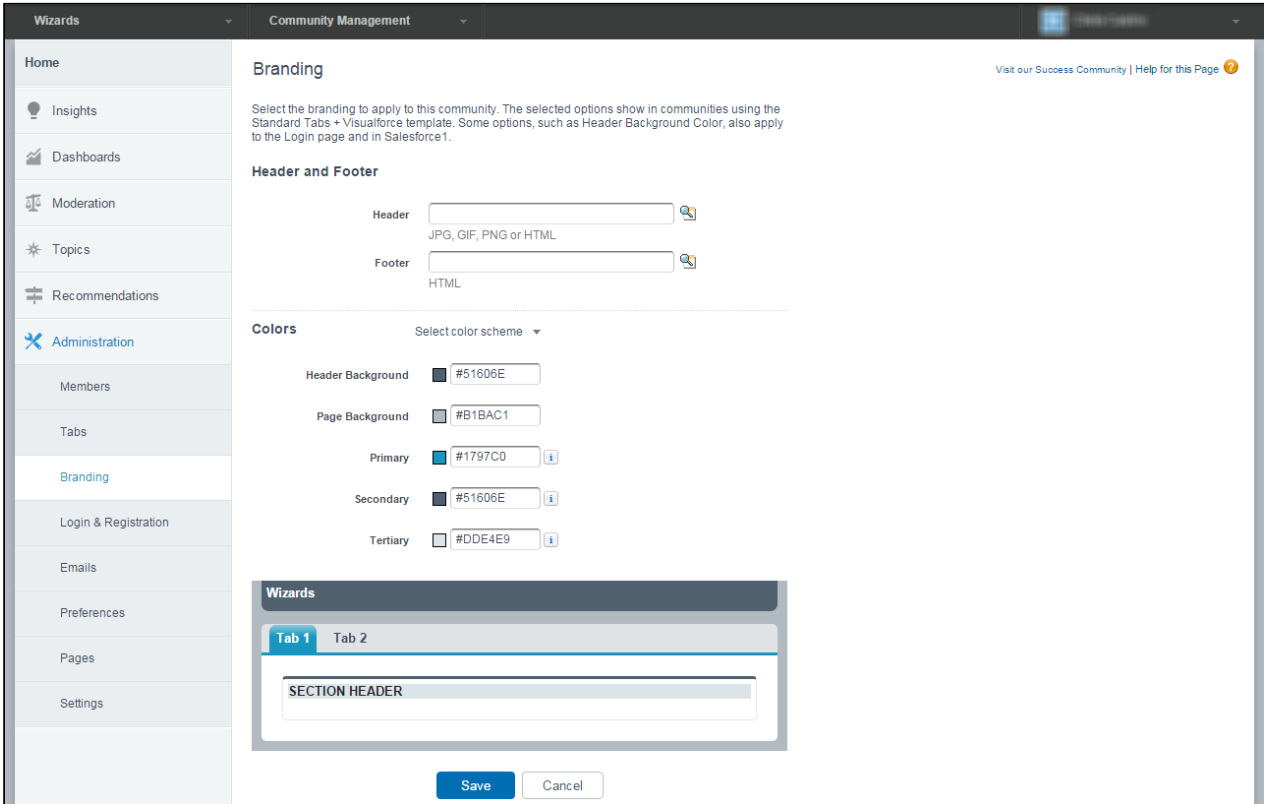 Wizards
Community Management
Home
Insights
Dashboards
Moderation
Topics
Recommendations
Administration
Members
Tabs
Branding
Login & Registration
Emails
Preferences
Pages
Settings
Branding
Visit our Success Community | Help for this Page
Select the branding to apply to this community. The selected options show in communities using the
Standard Tabs + Visualforce template. Some options, such as Header Background Color, also apply
to the Login page and in Salesforce1.
Header and Footer
Header
JPG, GIF, PNG or HTML
Footer
HTML
Colors
Select color scheme
Header Background #51606E
Page Background #B1BAC1
Primary #1797C0
Secondary #51606E
Tertiary #DDE4E9
Wizards
Tab 1 Tab 2
SECTION HEADER
Save Cancel